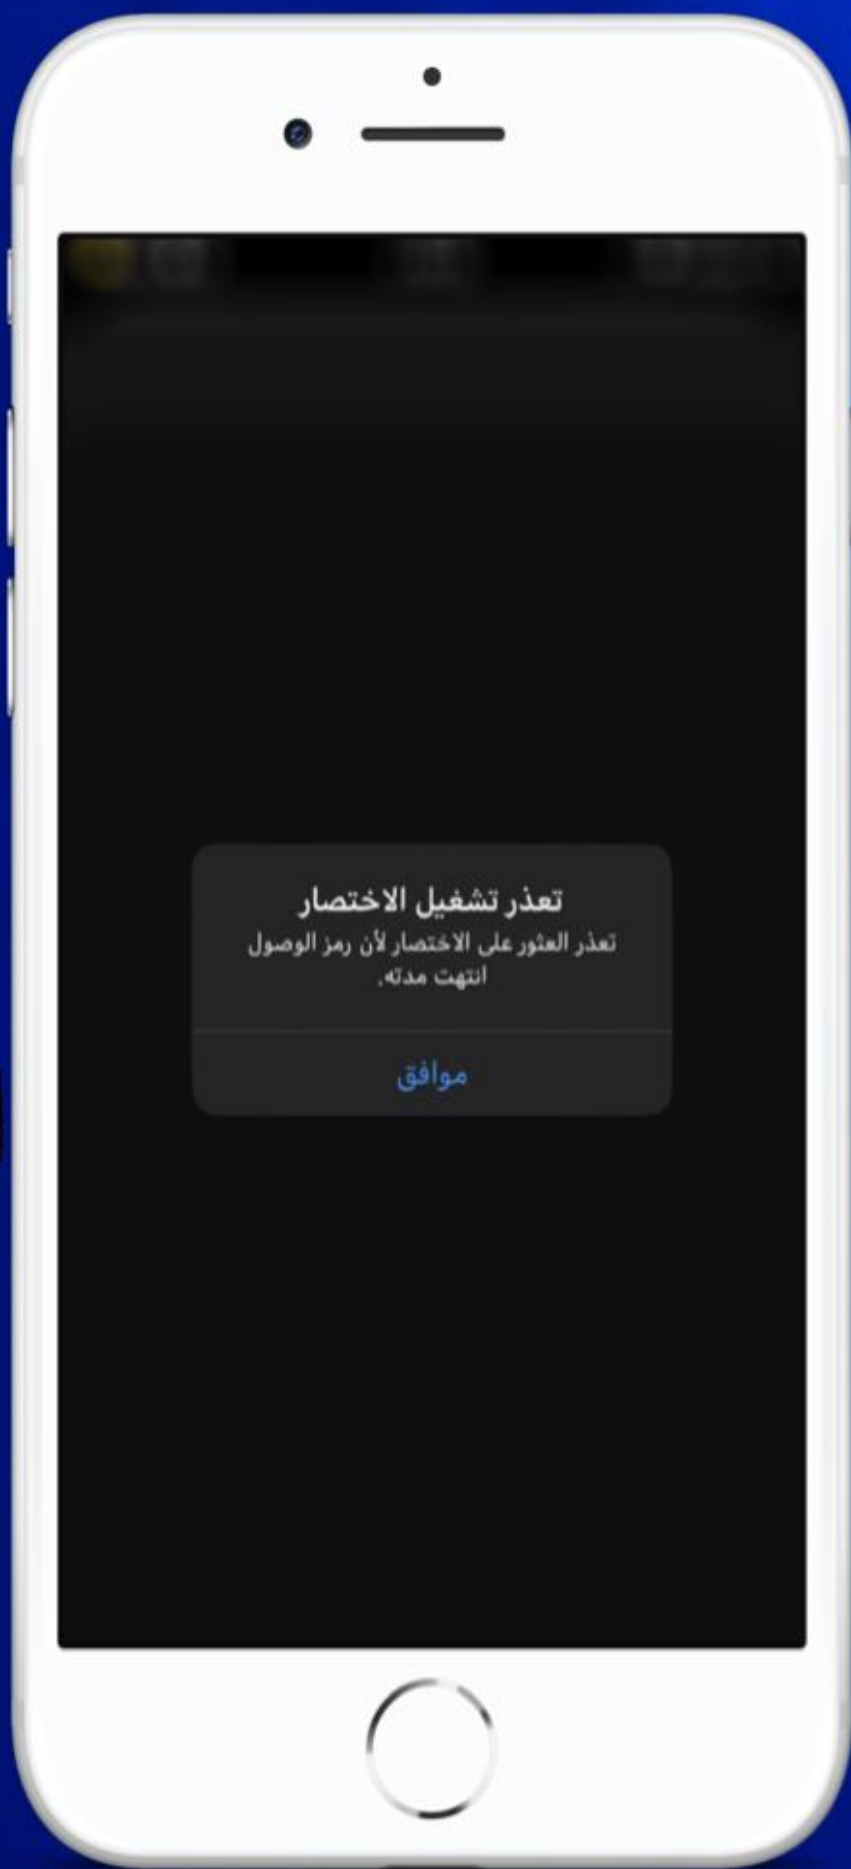 تعذر تشغيل الاختصار
تعذر العثور على الاختصار لأن رمز الوصول
انتهت مدته.
موافق